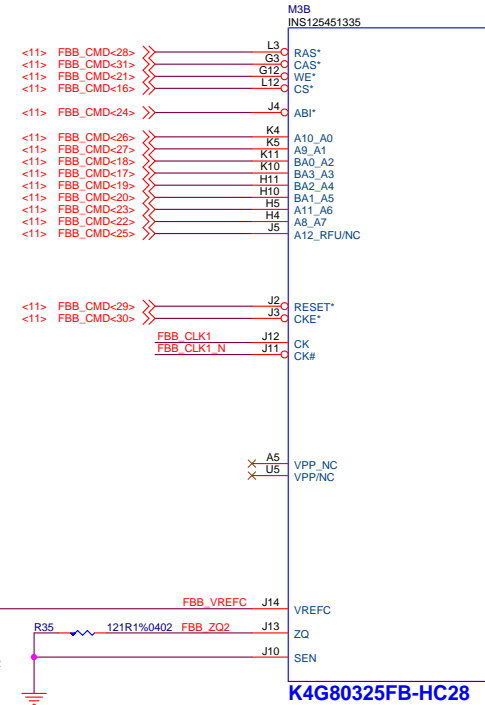 M3B
INS125451335
<11> FBB_CMD<28> L3 RAS*
<11> FBB_CMD<31> G3 CAS*
<11> FBB_CMD<21> G12 WE*
<11> FBB_CMD<16> L12 CS*
<11> FBB_CMD<24> J4 ABI*
<11> FBB_CMD<26> K4 A10_A0
<11> FBB_CMD<27> K5 A9_A1
<11> FBB_CMD<18> K11 BA0_A2
<11> FBB_CMD<17> K10 BA3_A3
<11> FBB_CMD<19> H11 BA2_A4
<11> FBB_CMD<20> H10 BA1_A5
<11> FBB_CMD<23> H5 A11_A6
<11> FBB_CMD<22> H4 A8_A7
<11> FBB_CMD<25> J5 A12_RFU/NC
<11> FBB_CMD<29> J2 RESET*
<11> FBB_CMD<30> J3 CKE*
FBB_CLK1 J12 CK
FBB_CLK1_N J11 CK#
A5 VPP_NC
U5 VPP/NC
FBB_VREFC J14 VREFC
R35 121R1%0402 FBB_ZQ2 J13 ZQ
J10 SEN
K4G80325FB-HC28